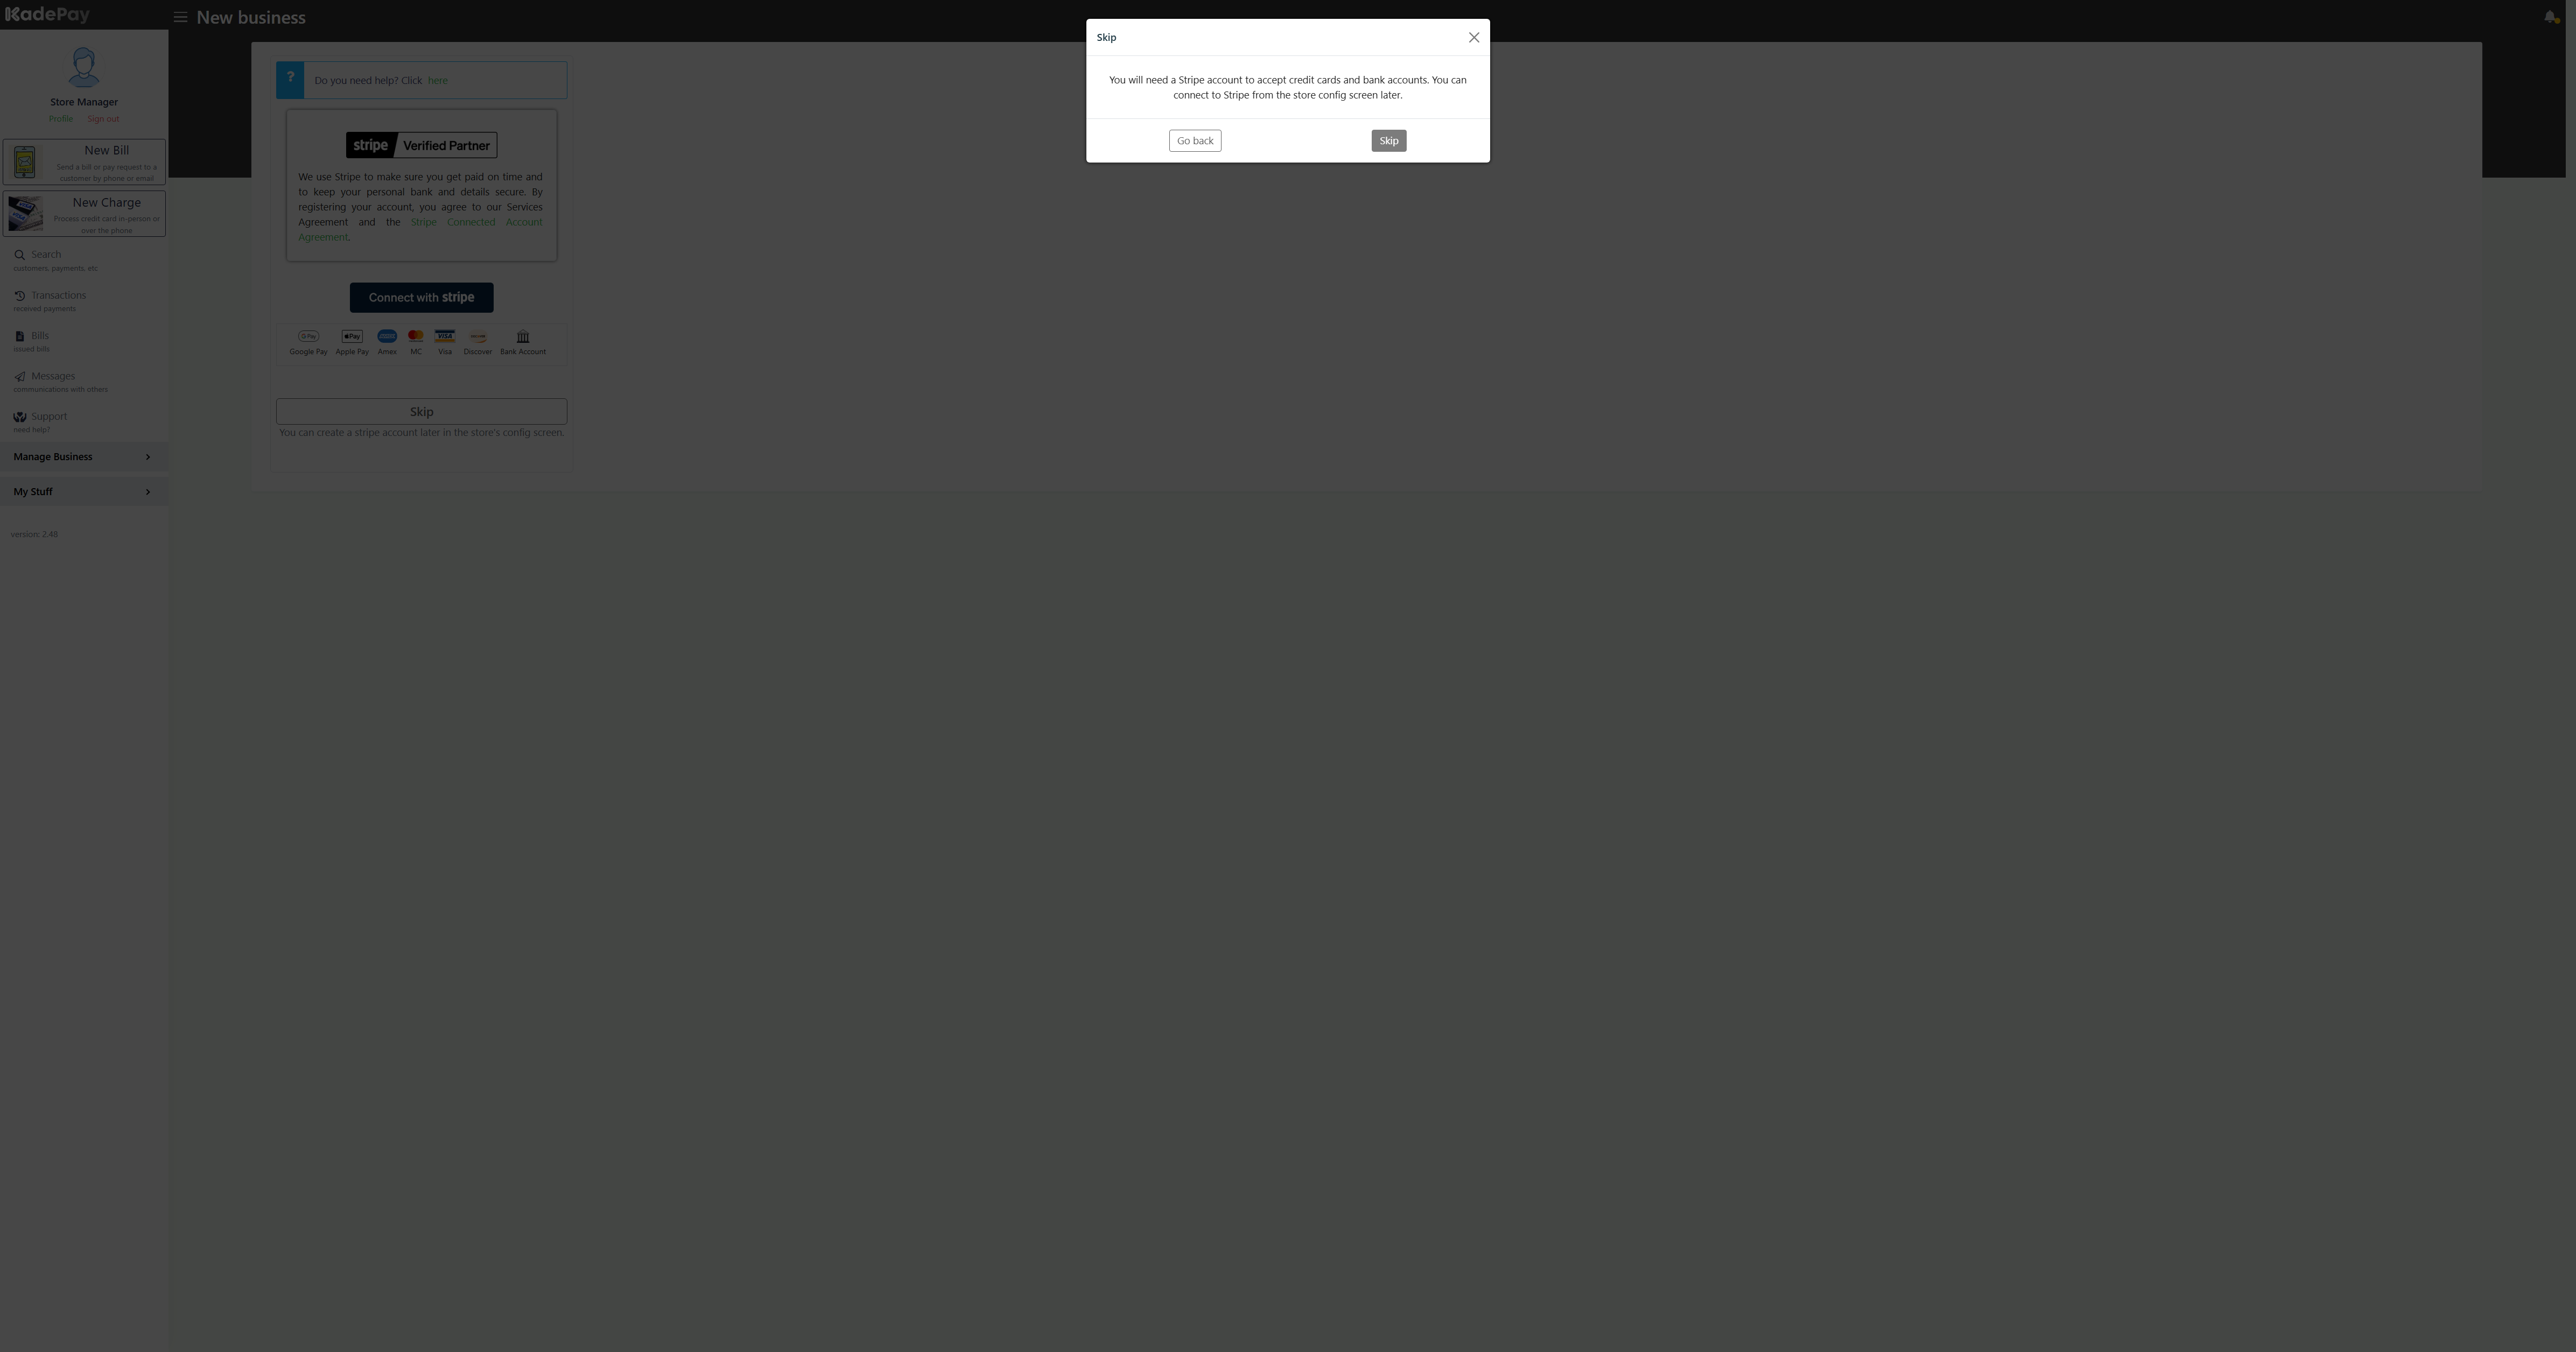 KadePay
New business
Store Manager
Profile Sign out
New Bill
Send a bill or pay request to a
customer by phone or email
New Charge
Process credit card in-person or
over the phone
Search
customers, payments, etc
Transactions
received payments
Bills
issued bills
Messages
communications with others
Support
need help?
Manage Business
My Stuff
version: 2.48
? Do you need help? Click here
stripe Verified Partner
We use Stripe to make sure you get paid on time and
to keep your personal bank and details secure. By
registering your account, you agree to our Services
Agreement and the Stripe Connected Account
Agreement.
Connect with stripe
G Pay Pay VISA
Google Pay Apple Pay Amex MC Visa Discover Bank Account
Skip
You can create a stripe account later in the store's config screen.
Skip
You will need a Stripe account to accept credit cards and bank accounts. You can
connect to Stripe from the store config screen later.
Go back Skip